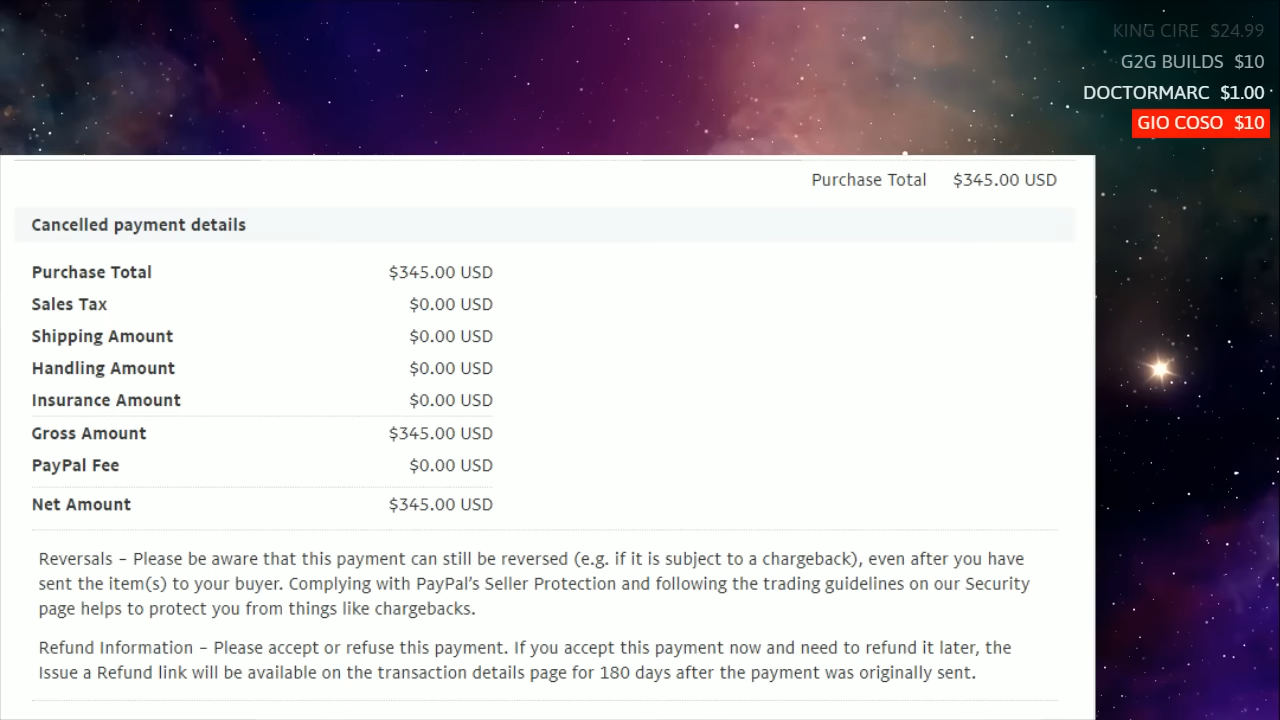 KING CIRE $24.99
G2G BUILDS $10
DOCTORMARC $1.00
GIO COSO $10
Purchase Total $345.00 USD
Cancelled payment details
Purchase Total $345.00 USD
Sales Tax $0.00 USD
Shipping Amount $0.00 USD
Handling Amount $0.00 USD
Insurance Amount $0.00 USD
Gross Amount $345.00 USD
PayPal Fee $0.00 USD
Net Amount $345.00 USD
Reversals – Please be aware that this payment can still be reversed (e.g. if it is subject to a chargeback), even after you have
sent the item(s) to your buyer. Complying with PayPal's Seller Protection and following the trading guidelines on our Security
page helps to protect you from things like chargebacks.
Refund Information – Please accept or refuse this payment. If you accept this payment now and need to refund it later, the
Issue a Refund link will be available on the transaction details page for 180 days after the payment was originally sent.